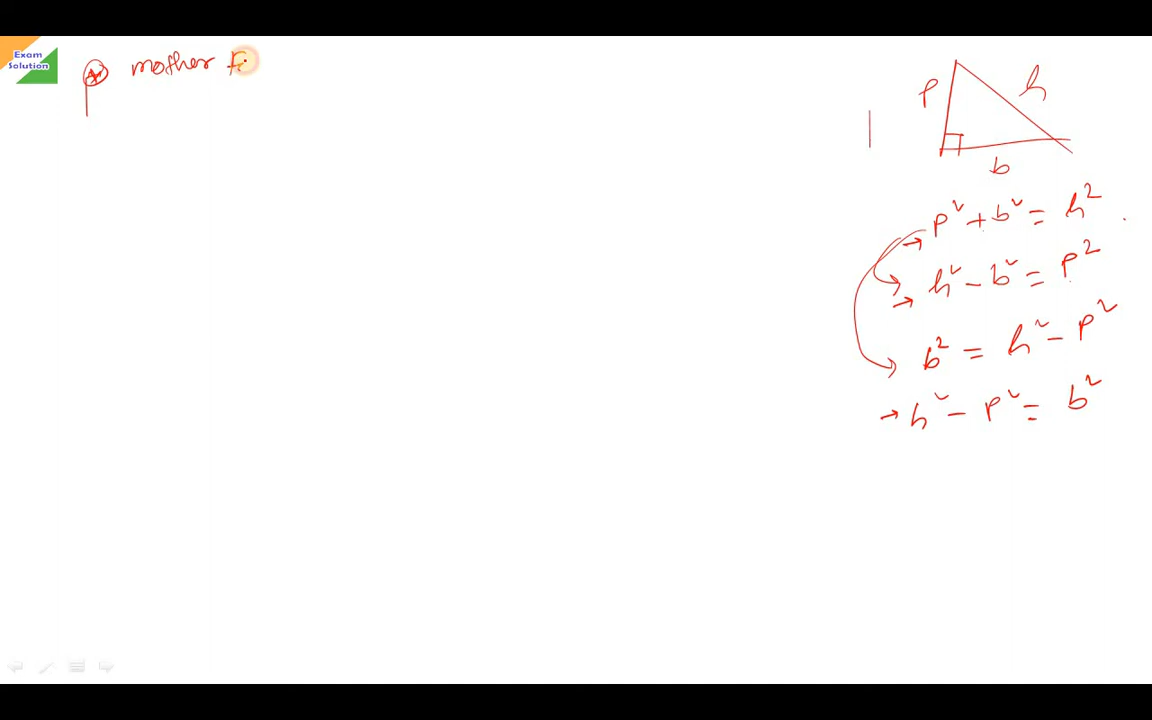 Exam
Solution
mother F
p
h
b
p² + b² = h²
→ h² - b² = p²
b² = h² - p²
→ h² - p² = b²